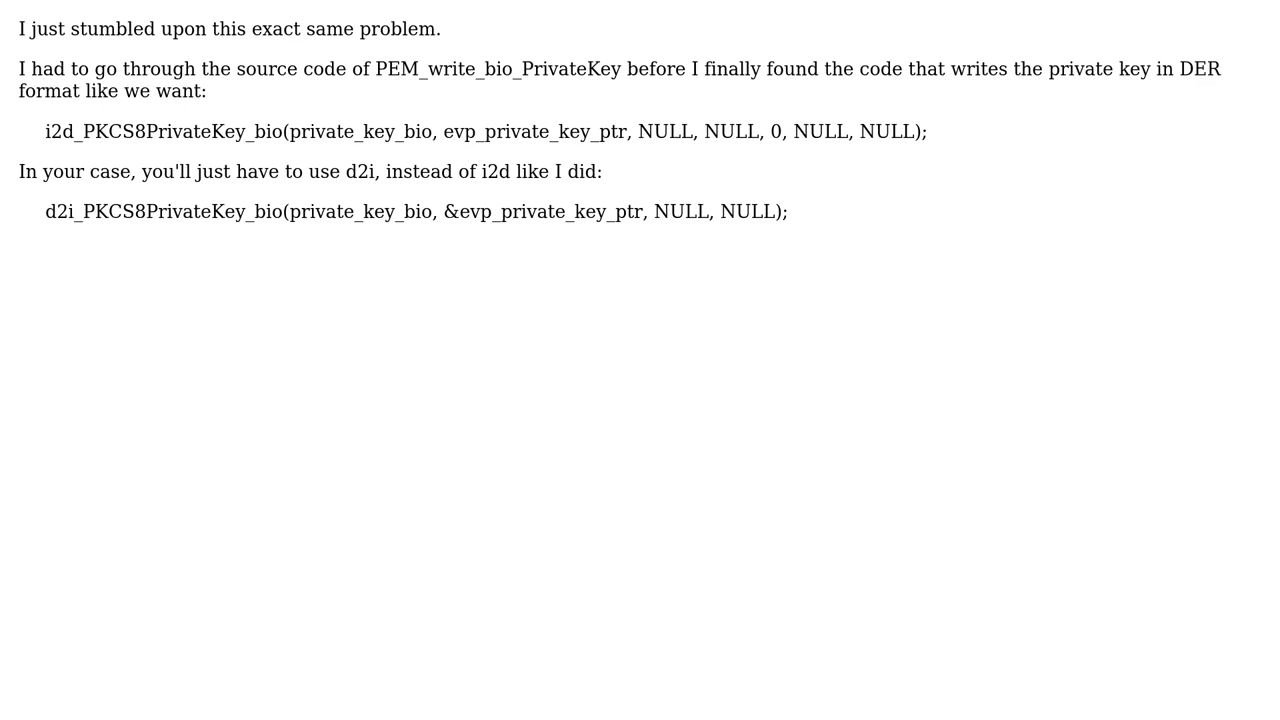 I just stumbled upon this exact same problem.
I had to go through the source code of PEM_write_bio_PrivateKey before I finally found the code that writes the private key in DER
format like we want:
i2d_PKCS8PrivateKey_bio(private_key_bio, evp_private_key_ptr, NULL, NULL, 0, NULL, NULL);
In your case, you'll just have to use d2i, instead of i2d like I did:
d2i_PKCS8PrivateKey_bio(private_key_bio, &evp_private_key_ptr, NULL, NULL);